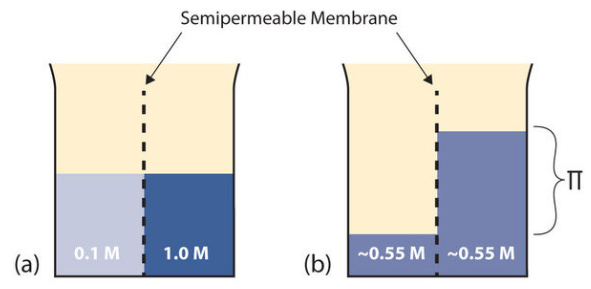 Semipermeable Membrane
0.1 M
1.0 M
(a)
~0.55 M
~0.55 M
(b)
Π